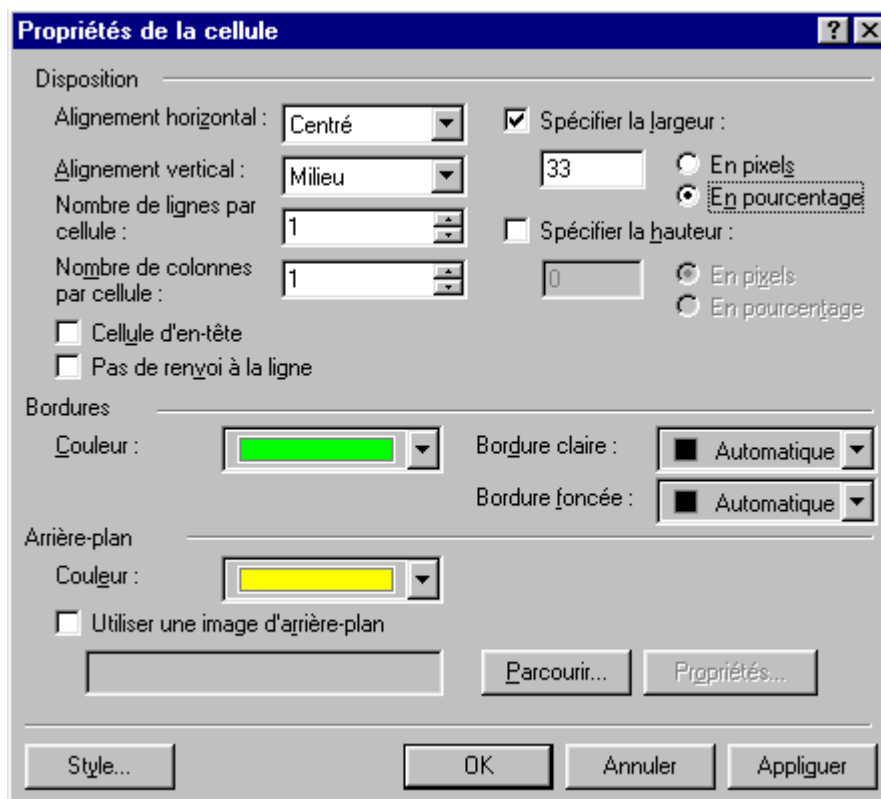 Propriétés de la cellule
Disposition
Alignement horizontal : Centré
Spécifier la largeur :
Alignement vertical : Milieu
33
En pixels
En pourcentage
Nombre de lignes par
cellule : 1
Spécifier la hauteur :
Nombre de colonnes
par cellule : 1
0
En pixels
En pourcentage
Cellule d'en-tête
Pas de renvoi à la ligne
Bordures
Couleur :
Bordure claire : Automatique
Bordure foncée : Automatique
Arrière-plan
Couleur :
Utiliser une image d'arrière-plan
Parcourir... Propriétés...
Style... OK Annuler Appliquer